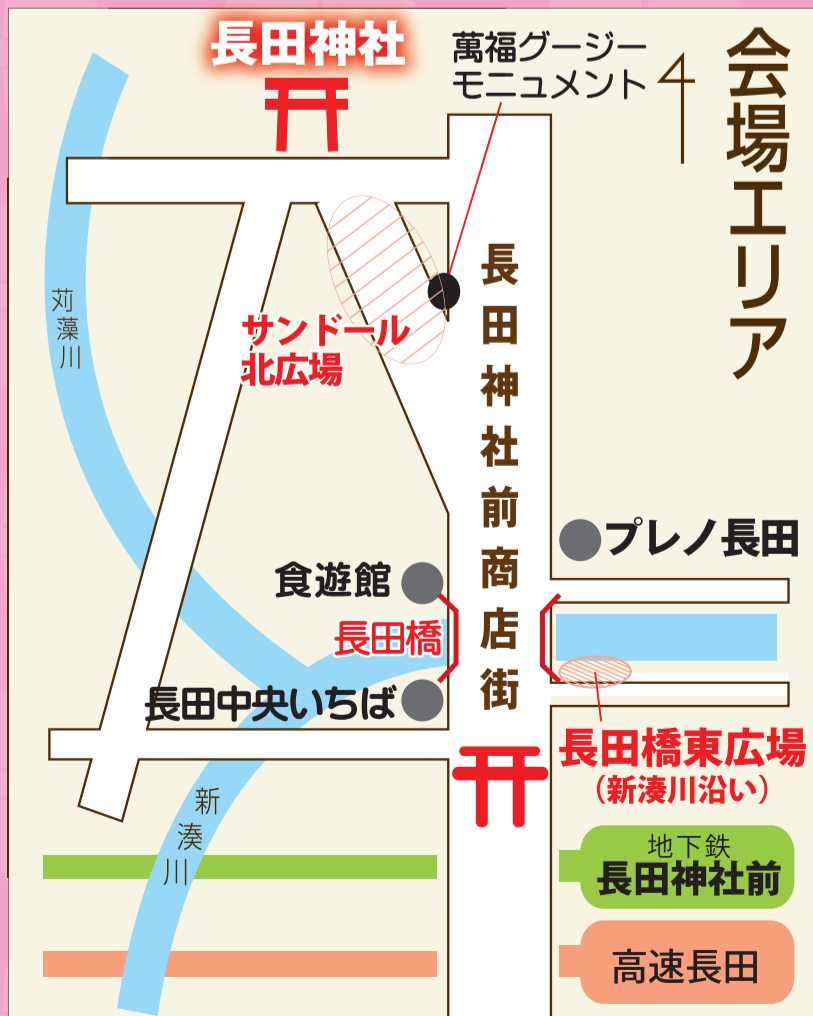 会場エリア
長田神社
萬福グージー
モニュメント
苅藻川
サンドール
北広場
長田神社前商店街
プレノ長田
食遊館
長田橋
長田中央いちば
長田橋東広場
（新湊川沿い）
新湊川
地下鉄
長田神社前
高速長田